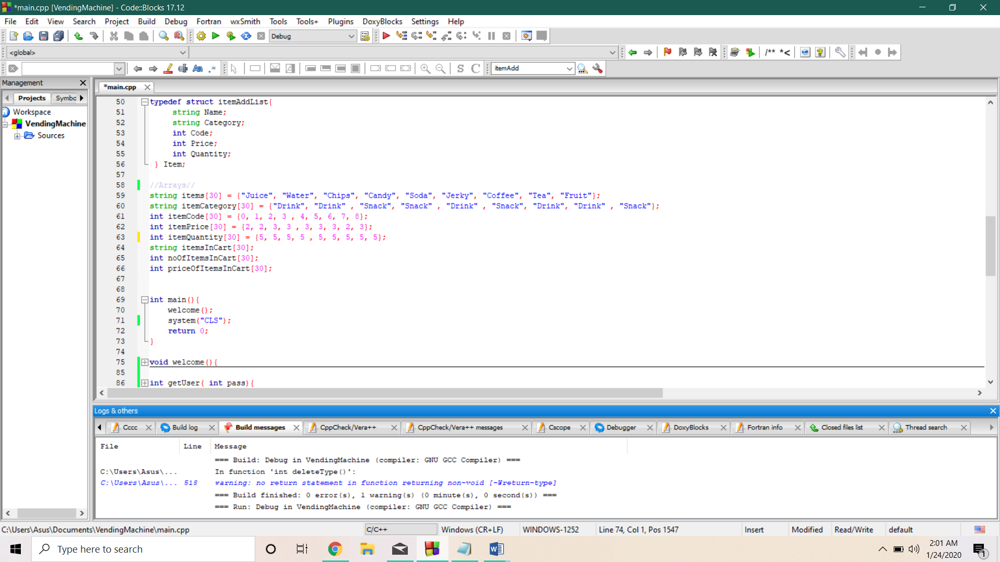 *main.cpp [VendingMachine] - Code::Blocks 17.12
File Edit View Search Project Build Debug Fortran wxSmith Tools Tools+ Plugins DoxyBlocks Settings Help
Debug
<global>
/** *<
itemAdd
Management
Projects Symbo
Workspace
VendingMachine
Sources
*main.cpp
50 typedef struct itemAddList{
51 string Name;
52 string Category;
53 int Code;
54 int Price;
55 int Quantity;
56 } Item;
57
58 //Arrays//
59 string items[30] = {"Juice", "Water", "Chips", "Candy", "Soda", "Jerky", "Coffee", "Tea", "Fruit"};
60 string itemCategory[30] = {"Drink", "Drink" , "Snack", "Snack" , "Drink" , "Snack", "Drink", "Drink" , "Snack"};
61 int itemCode[30] = {0, 1, 2, 3 , 4, 5, 6, 7, 8};
62 int itemPrice[30] = {2, 2, 3, 3 , 3, 3, 3, 2, 3};
63 int itemQuantity[30] = {5, 5, 5, 5 , 5, 5, 5, 5, 5};
64 string itemsInCart[30];
65 int noOfItemsInCart[30];
66 int priceOfItemsInCart[30];
67
68
69 int main(){
70 welcome();
71 system("CLS");
72 return 0;
73 }
74
75 void welcome(){
85
86 int getUser( int pass){
Logs & others
Cccc Build log Build messages CppCheck/Vera++ CppCheck/Vera++ messages Cscope Debugger DoxyBlocks Fortran info Closed files list Thread search
File Line Message
=== Build: Debug in VendingMachine (compiler: GNU GCC Compiler) ===
C:\Users\Asus\... In function 'int deleteType()':
C:\Users\Asus\... 518 warning: no return statement in function returning non-void [-Wreturn-type]
=== Build finished: 0 error(s), 1 warning(s) (0 minute(s), 0 second(s)) ===
=== Run: Debug in VendingMachine (compiler: GNU GCC Compiler) ===
C:\Users\Asus\Documents\VendingMachine\main.cpp C/C++ Windows (CR+LF) WINDOWS-1252 Line 74, Col 1, Pos 1547 Insert Modified Read/Write default
Type here to search
2:01 AM
1/24/2020
1